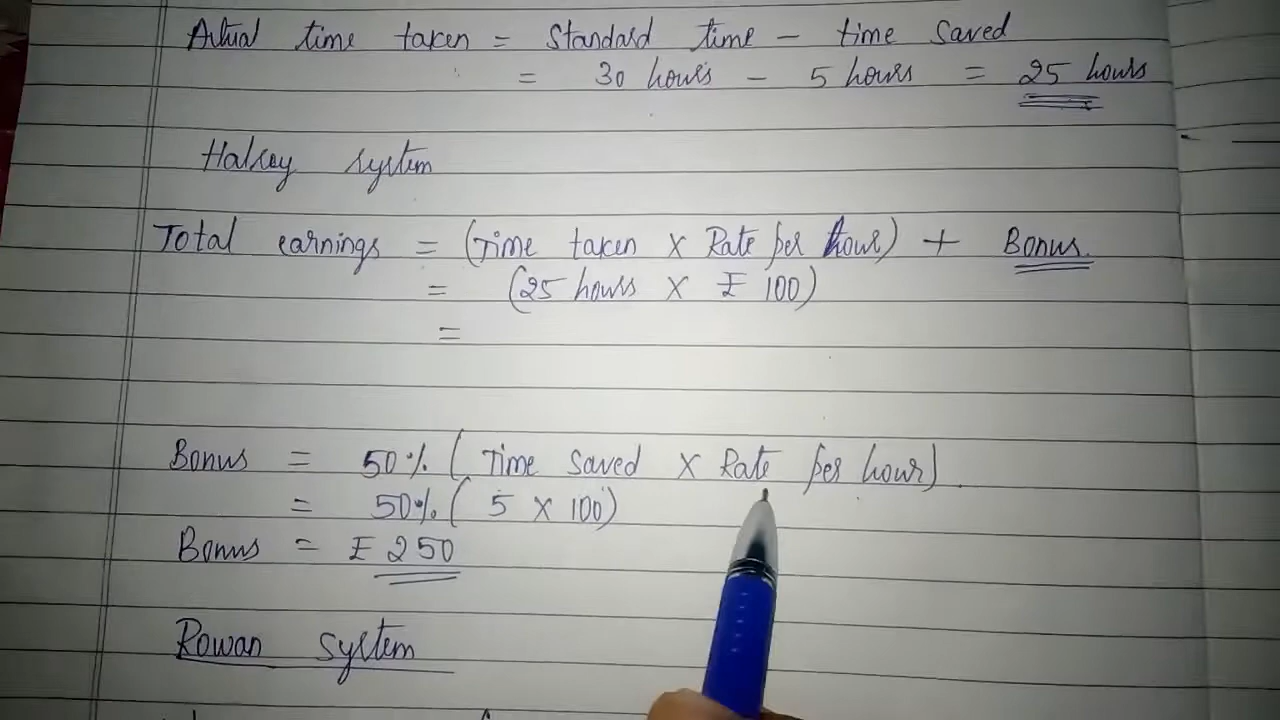 Actual time taken = Standard time - time saved
= 30 hours - 5 hours = 25 hours
Halsey system
Total earnings = (Time taken X Rate per hour) + Bonus.
= (25 hours X ₹ 100)
=
Bonus = 50% ( Time saved X Rate per hour).
= 50% ( 5 X 100)
Bonus = ₹ 250
Rowan system